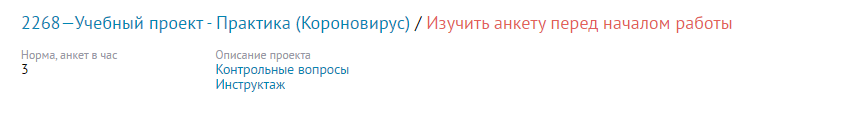 2268—Учебный проект - Практика (Короновирус) / Изучить анкету перед началом работы
Норма, анкет в час
3
Описание проекта
Контрольные вопросы
Инструктаж